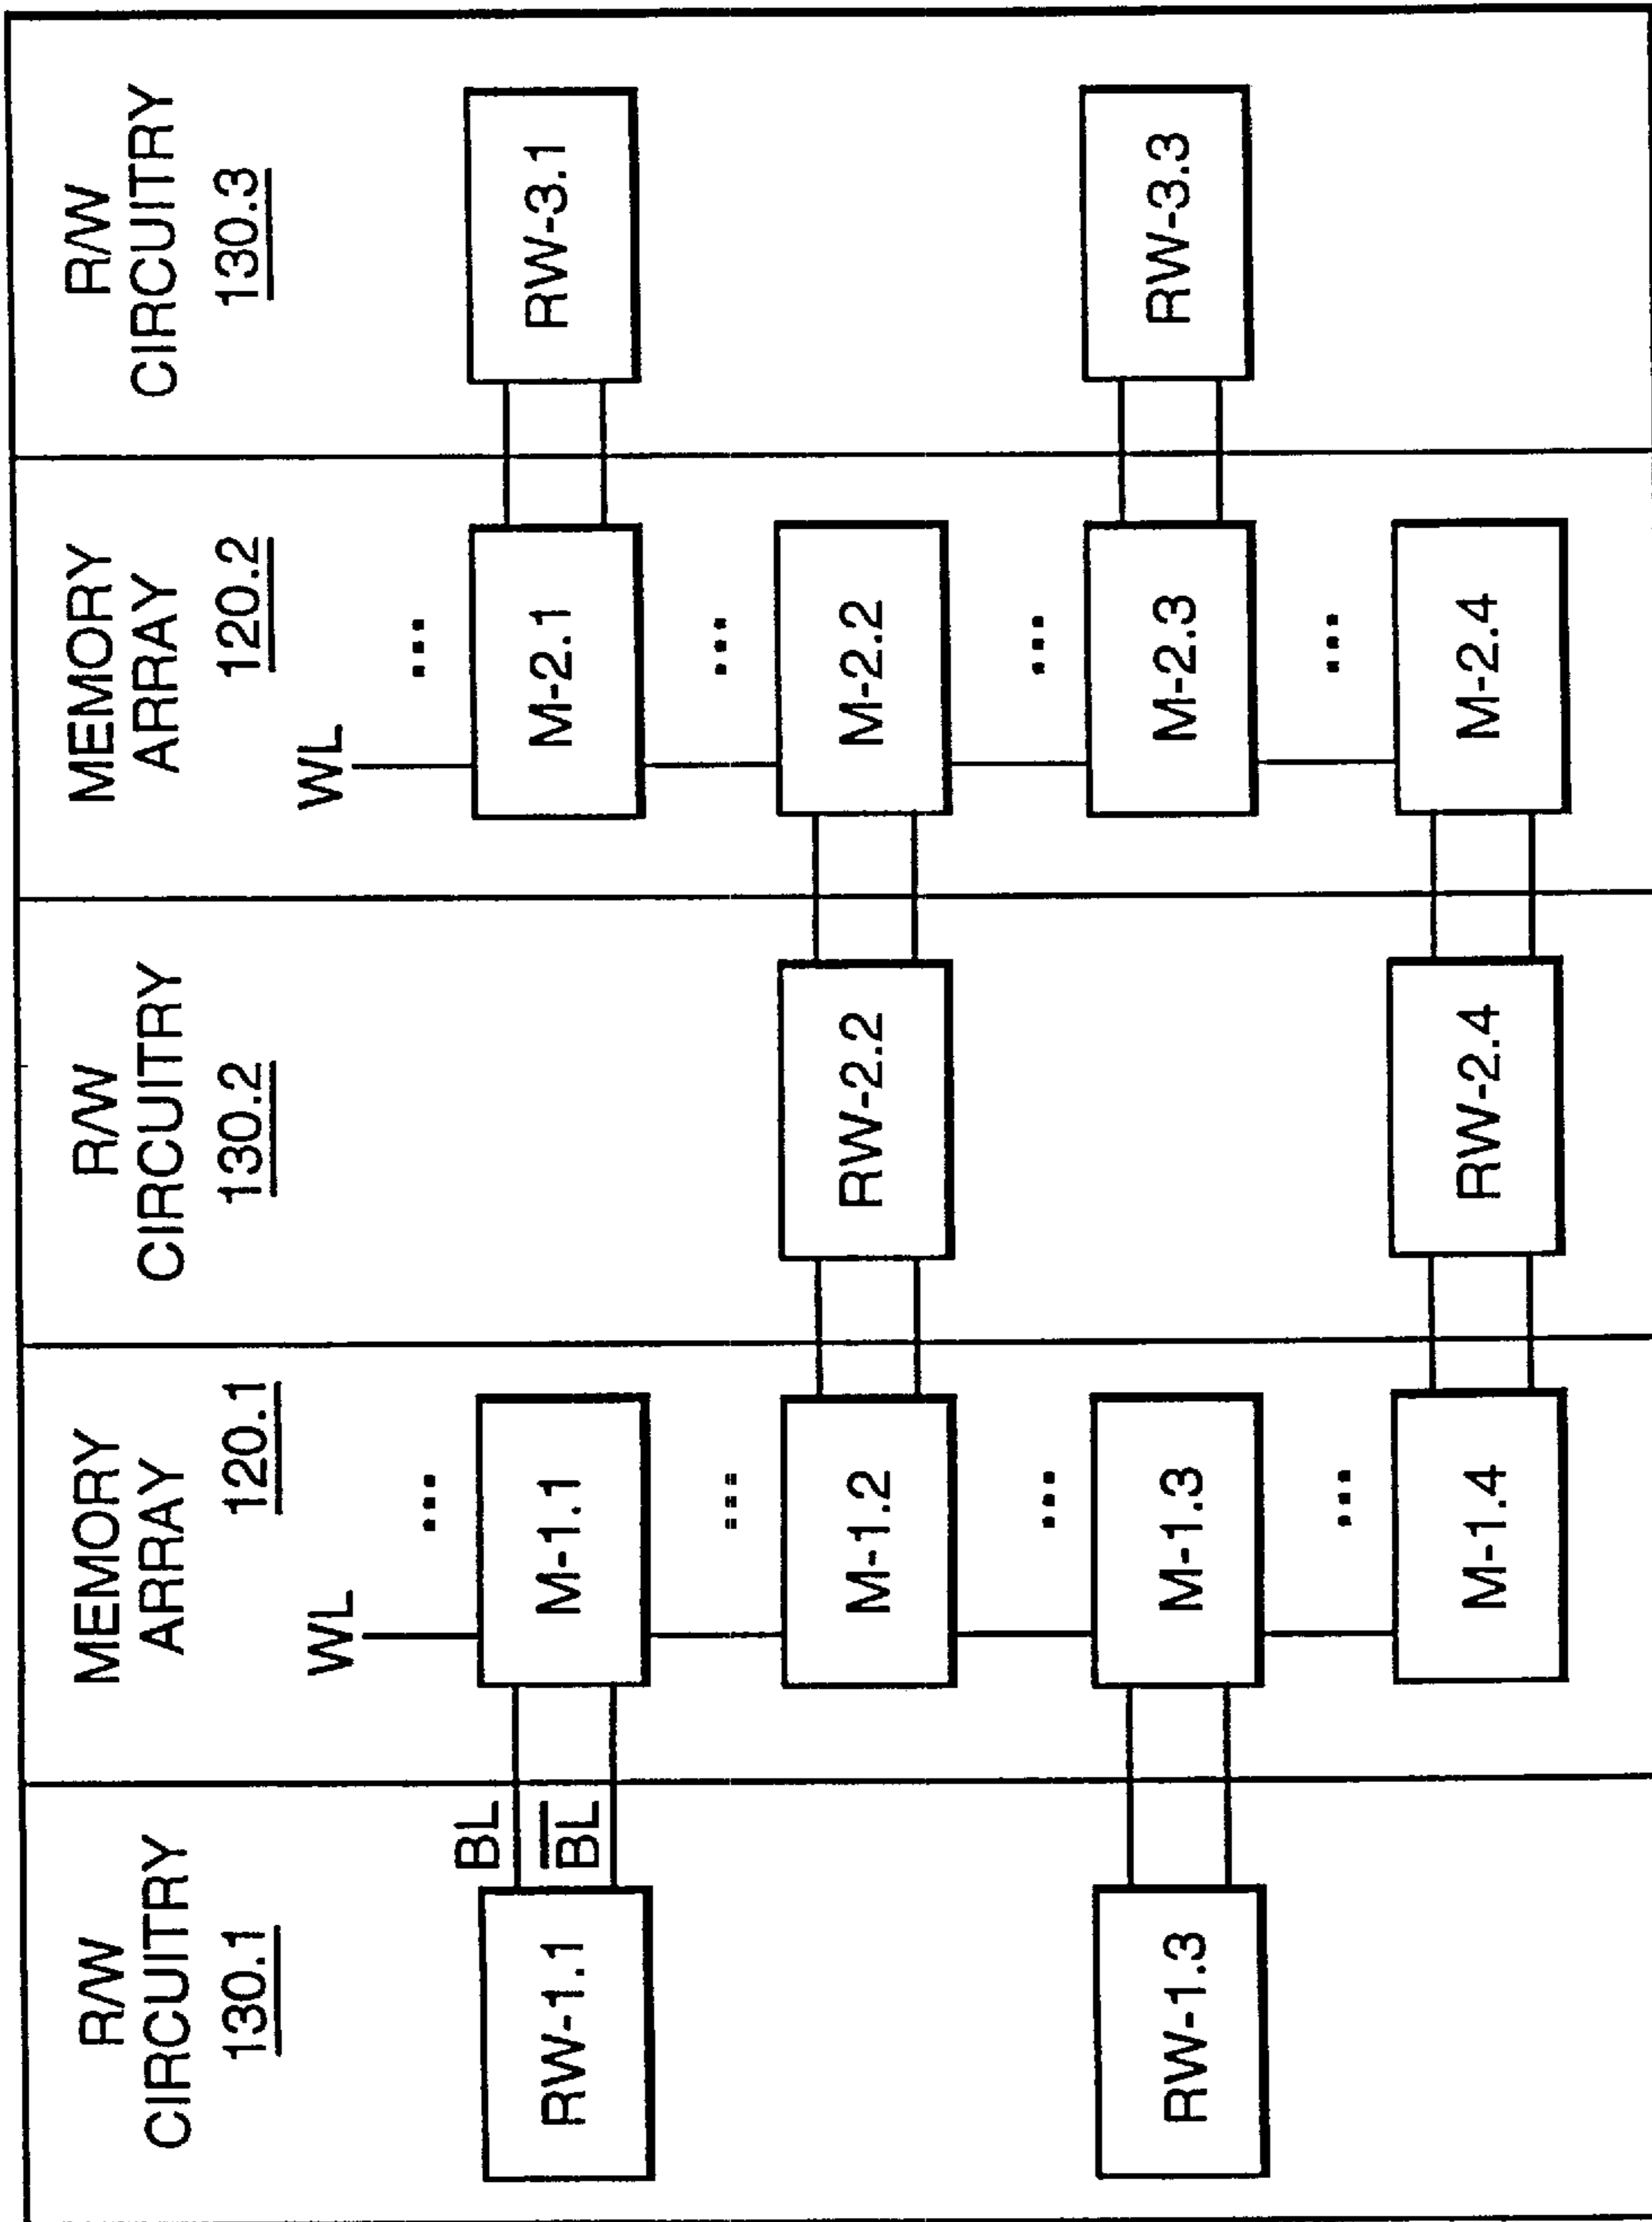 R/W
CIRCUITRY
130.1
MEMORY
ARRAY
120.1
R/W
CIRCUITRY
130.2
MEMORY
ARRAY
120.2
R/W
CIRCUITRY
130.3
WL
WL
...
...
BL
B̅L̅
RW-1.1
M-1.1
M-2.1
RW-3.1
...
...
M-1.2
RW-2.2
M-2.2
...
...
RW-1.3
M-1.3
M-2.3
RW-3.3
...
...
M-1.4
RW-2.4
M-2.4